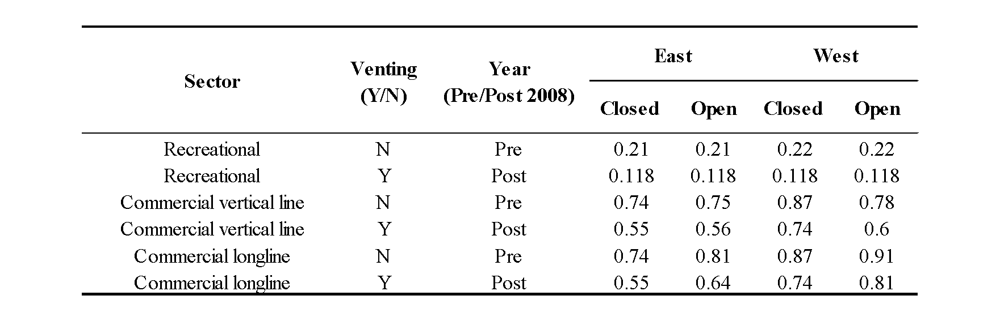 Sector Venting (Y/N) Year (Pre/Post 2008) East West
Closed Open Closed Open
Recreational N Pre 0.21 0.21 0.22 0.22
Recreational Y Post 0.118 0.118 0.118 0.118
Commercial vertical line N Pre 0.74 0.75 0.87 0.78
Commercial vertical line Y Post 0.55 0.56 0.74 0.6
Commercial longline N Pre 0.74 0.81 0.87 0.91
Commercial longline Y Post 0.55 0.64 0.74 0.81